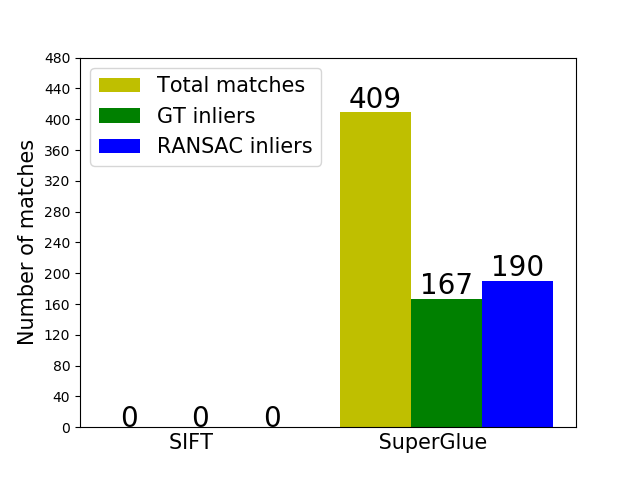 480
440
400
360
320
280
240
200
160
120
80
40
0
Number of matches
Total matches
GT inliers
RANSAC inliers
0 0 0
409
167
190
SIFT SuperGlue